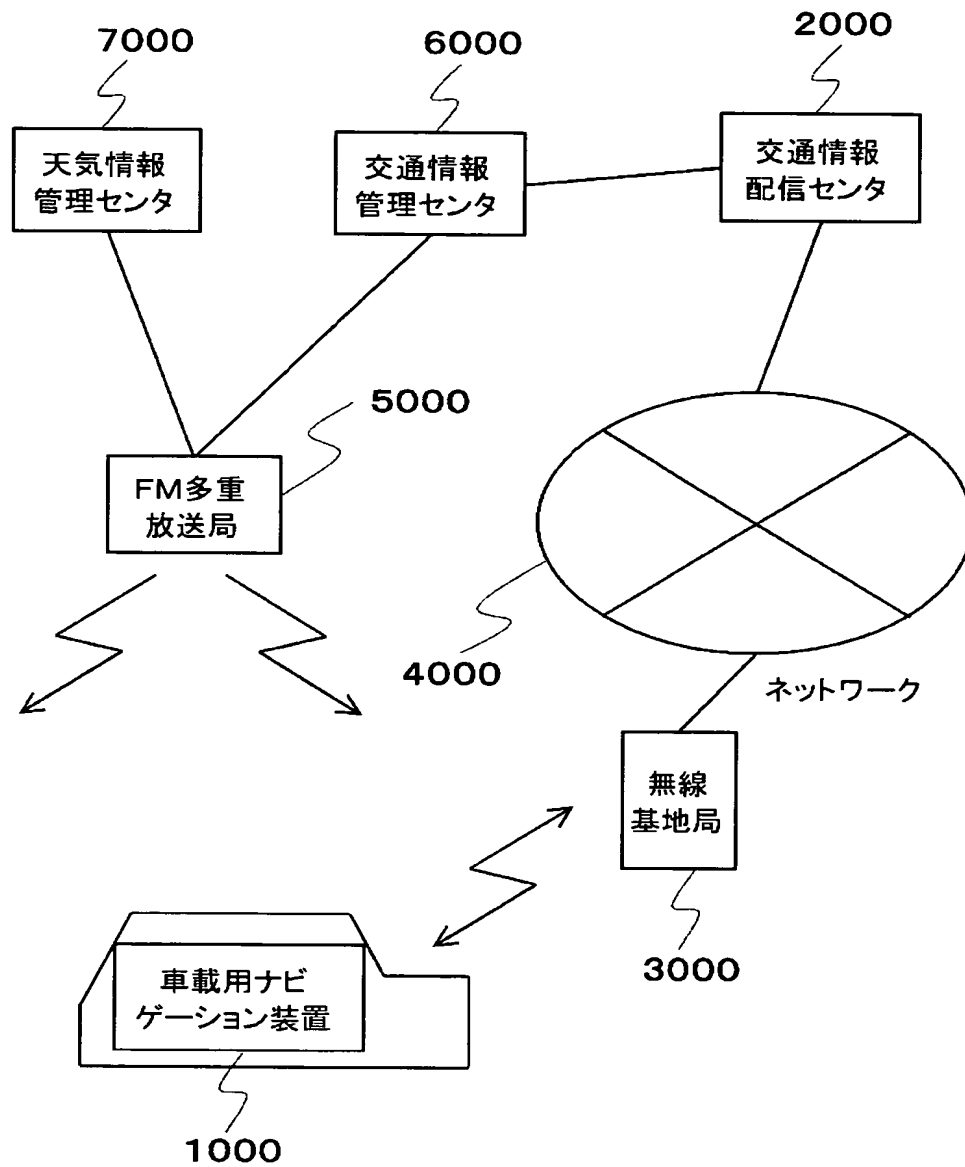 7000
6000
2000
天気情報
管理センタ
交通情報
管理センタ
交通情報
配信センタ
5000
FM多重
放送局
4000
ネットワーク
無線
基地局
3000
車載用ナビ
ゲーション装置
1000